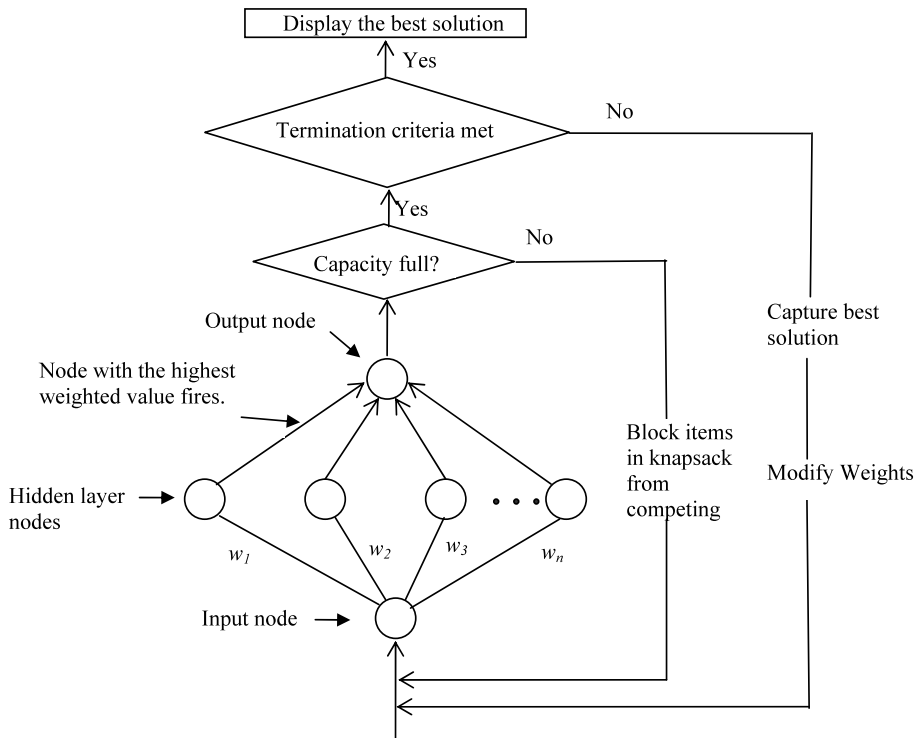 Display the best solution
Yes
No
Termination criteria met
Yes
No
Capacity full?
Capture best
solution
Output node
Node with the highest
weighted value fires.
Block items
in knapsack
from
competing
Modify Weights
Hidden layer
nodes
w1
w2
w3
wn
Input node